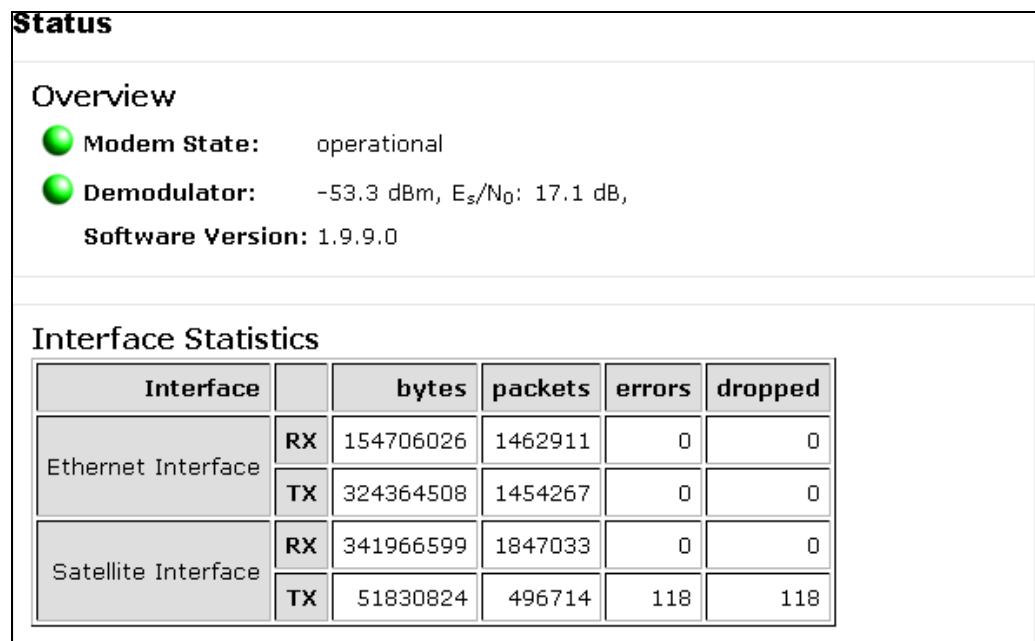 Status
Overview
Modem State: operational
Demodulator: -53.3 dBm, Es/N0: 17.1 dB,
Software Version: 1.9.9.0
Interface Statistics
Interface bytes packets errors dropped
Ethernet Interface RX 154706026 1462911 0 0
TX 324364508 1454267 0 0
Satellite Interface RX 341966599 1847033 0 0
TX 51830824 496714 118 118